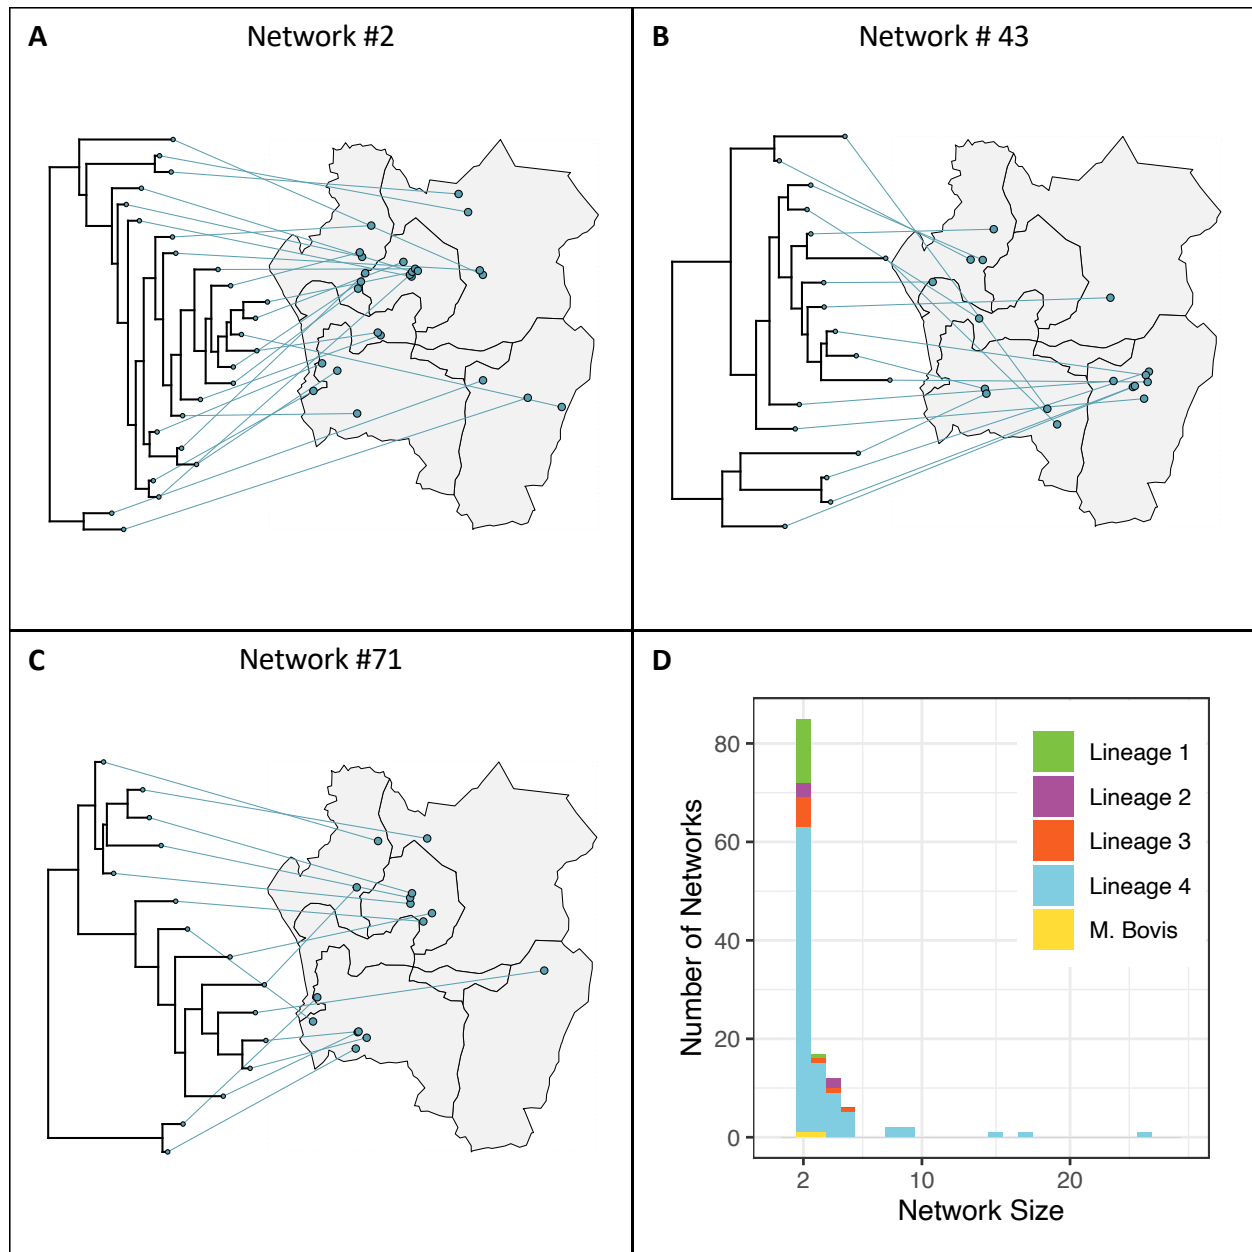 A
Network #2
B
Network # 43
C
Network #71
D
Number of Networks
80
60
40
20
0
2
10
20
Network Size
Lineage 1
Lineage 2
Lineage 3
Lineage 4
M. Bovis